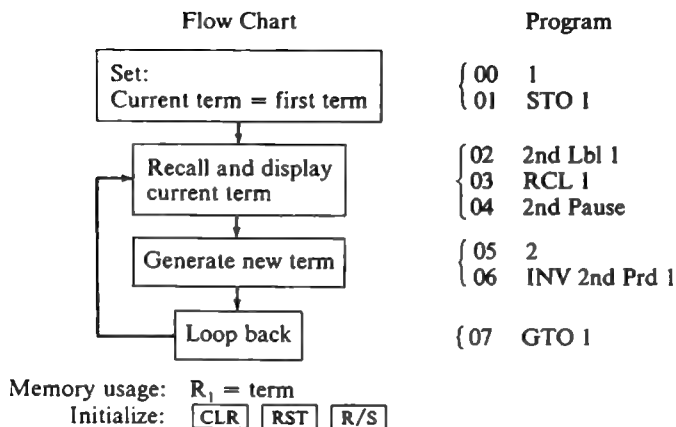 Flow Chart Program
Set:
Current term = first term
00 1
01 STO 1
Recall and display
current term
02 2nd Lbl 1
03 RCL 1
04 2nd Pause
Generate new term
05 2
06 INV 2nd Prd 1
Loop back
07 GTO 1
Memory usage: R₁ = term
Initialize: CLR RST R/S